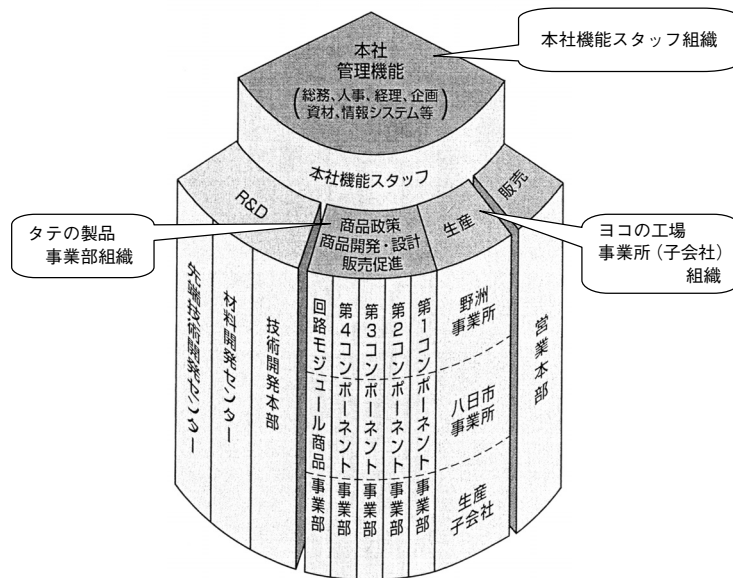 本社
管理機能
(総務、人事、経理、企画
資材、情報システム等)
本社機能スタッフ組織
本社機能スタッフ
R&D
商品政策
商品開発・設計
販売促進
生産
販売
タテの製品
事業部組織
ヨコの工場
事業所(子会社)
組織
先端技術開発センター
材料開発センター
技術開発本部
回路モジュール商品事業部
第4コンポーネント事業部
第3コンポーネント事業部
第2コンポーネント事業部
第1コンポーネント事業部
野洲
事業所
八日市
事業所
生産
子会社
営業本部